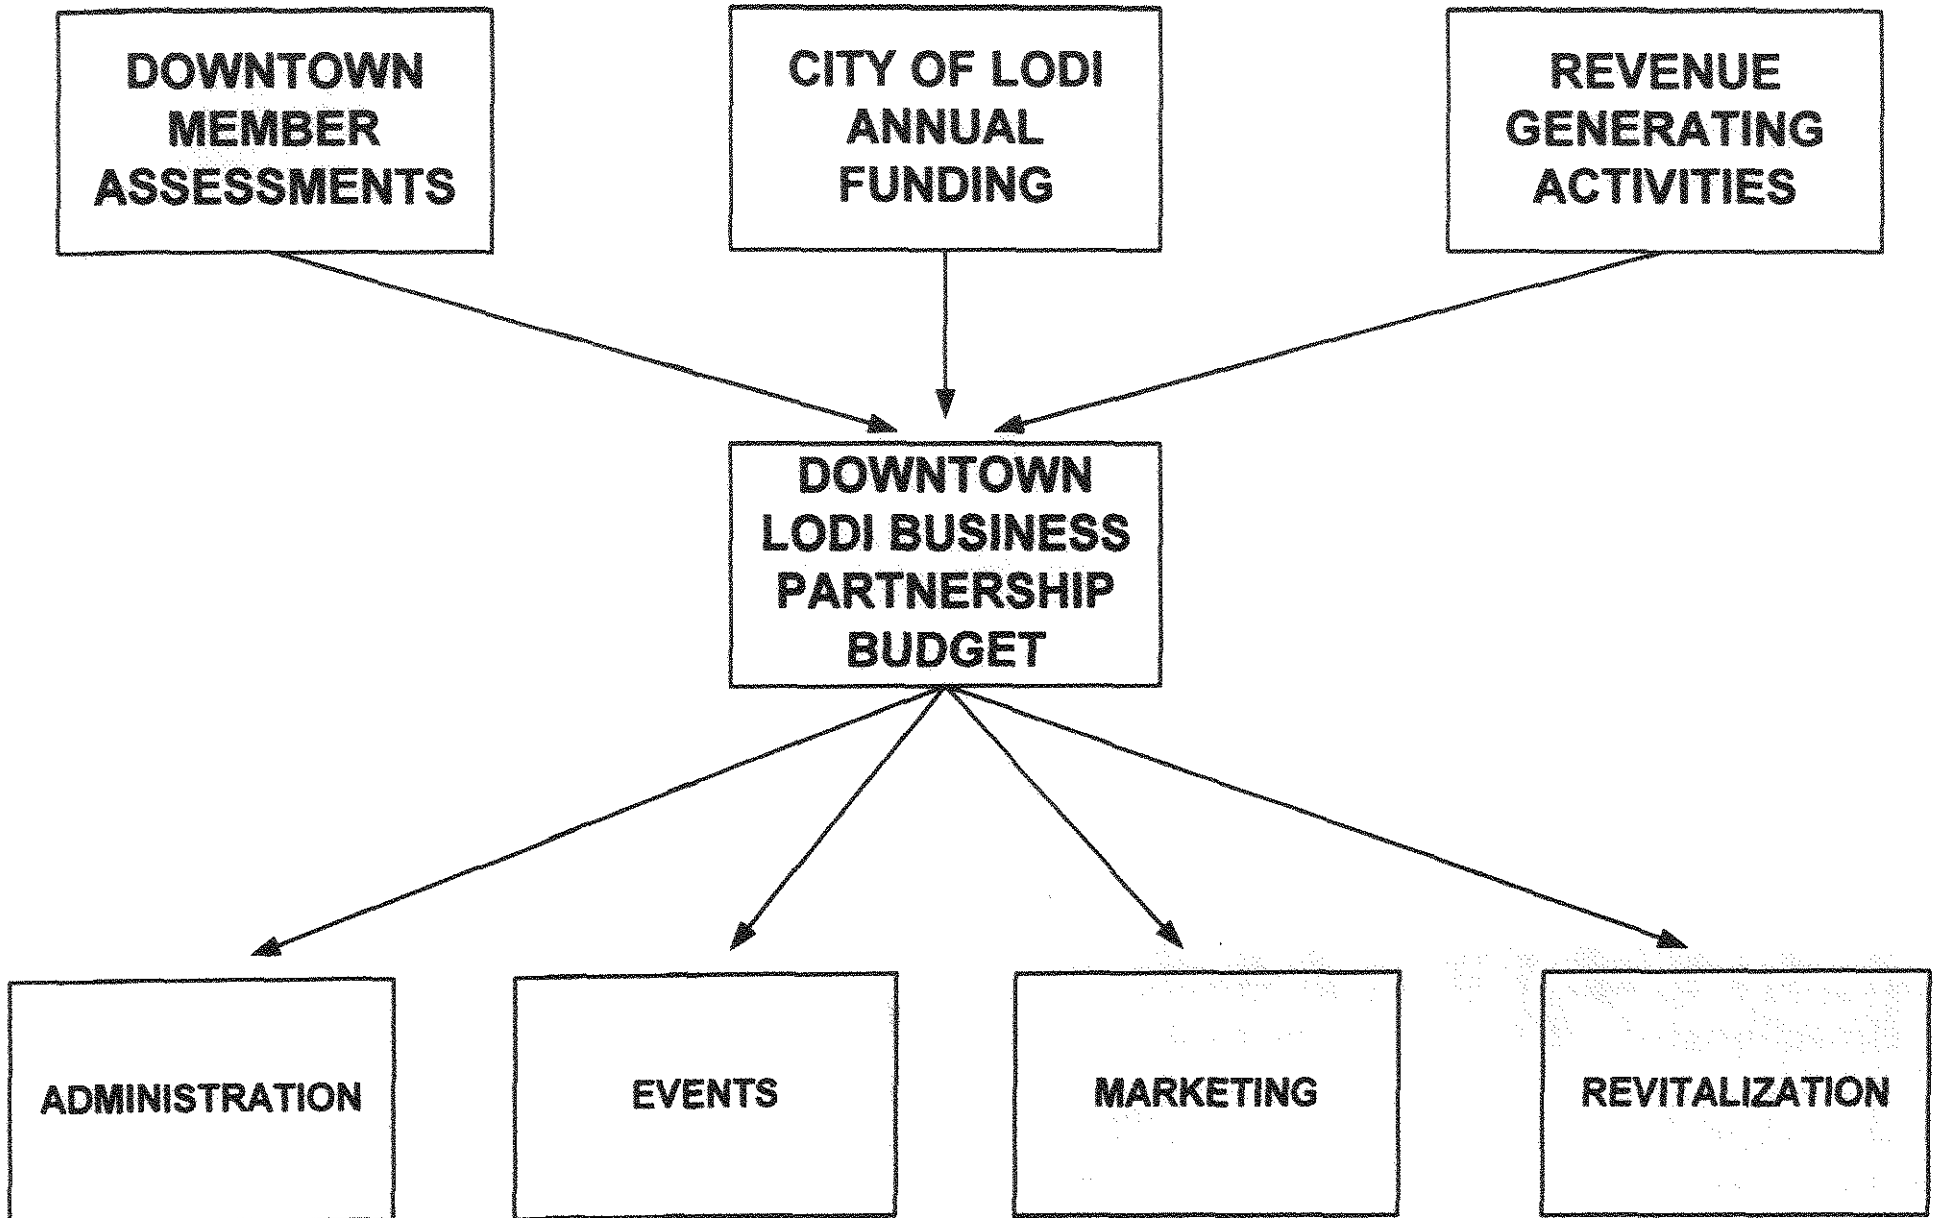 DOWNTOWN
MEMBER
ASSESSMENTS
CITY OF LODI
ANNUAL
FUNDING
REVENUE
GENERATING
ACTIVITIES
DOWNTOWN
LODI BUSINESS
PARTNERSHIP
BUDGET
ADMINISTRATION
EVENTS
MARKETING
REVITALIZATION